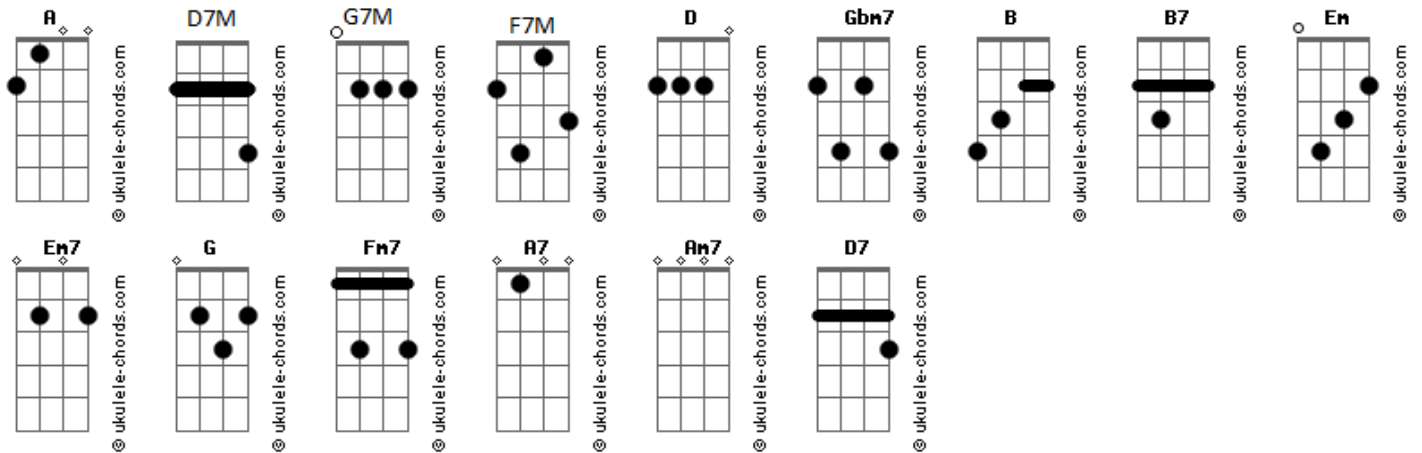 A D7M G7M F7M D Gbm7 B B7 Em
© ukulele-chords.com © ukulele-chords.com © ukulele-chords.com © ukulele-chords.com © ukulele-chords.com © ukulele-chords.com © ukulele-chords.com © ukulele-chords.com © ukulele-chords.com
Em7 G Fm7 A7 Am7 D7
© ukulele-chords.com © ukulele-chords.com © ukulele-chords.com © ukulele-chords.com © ukulele-chords.com © ukulele-chords.com